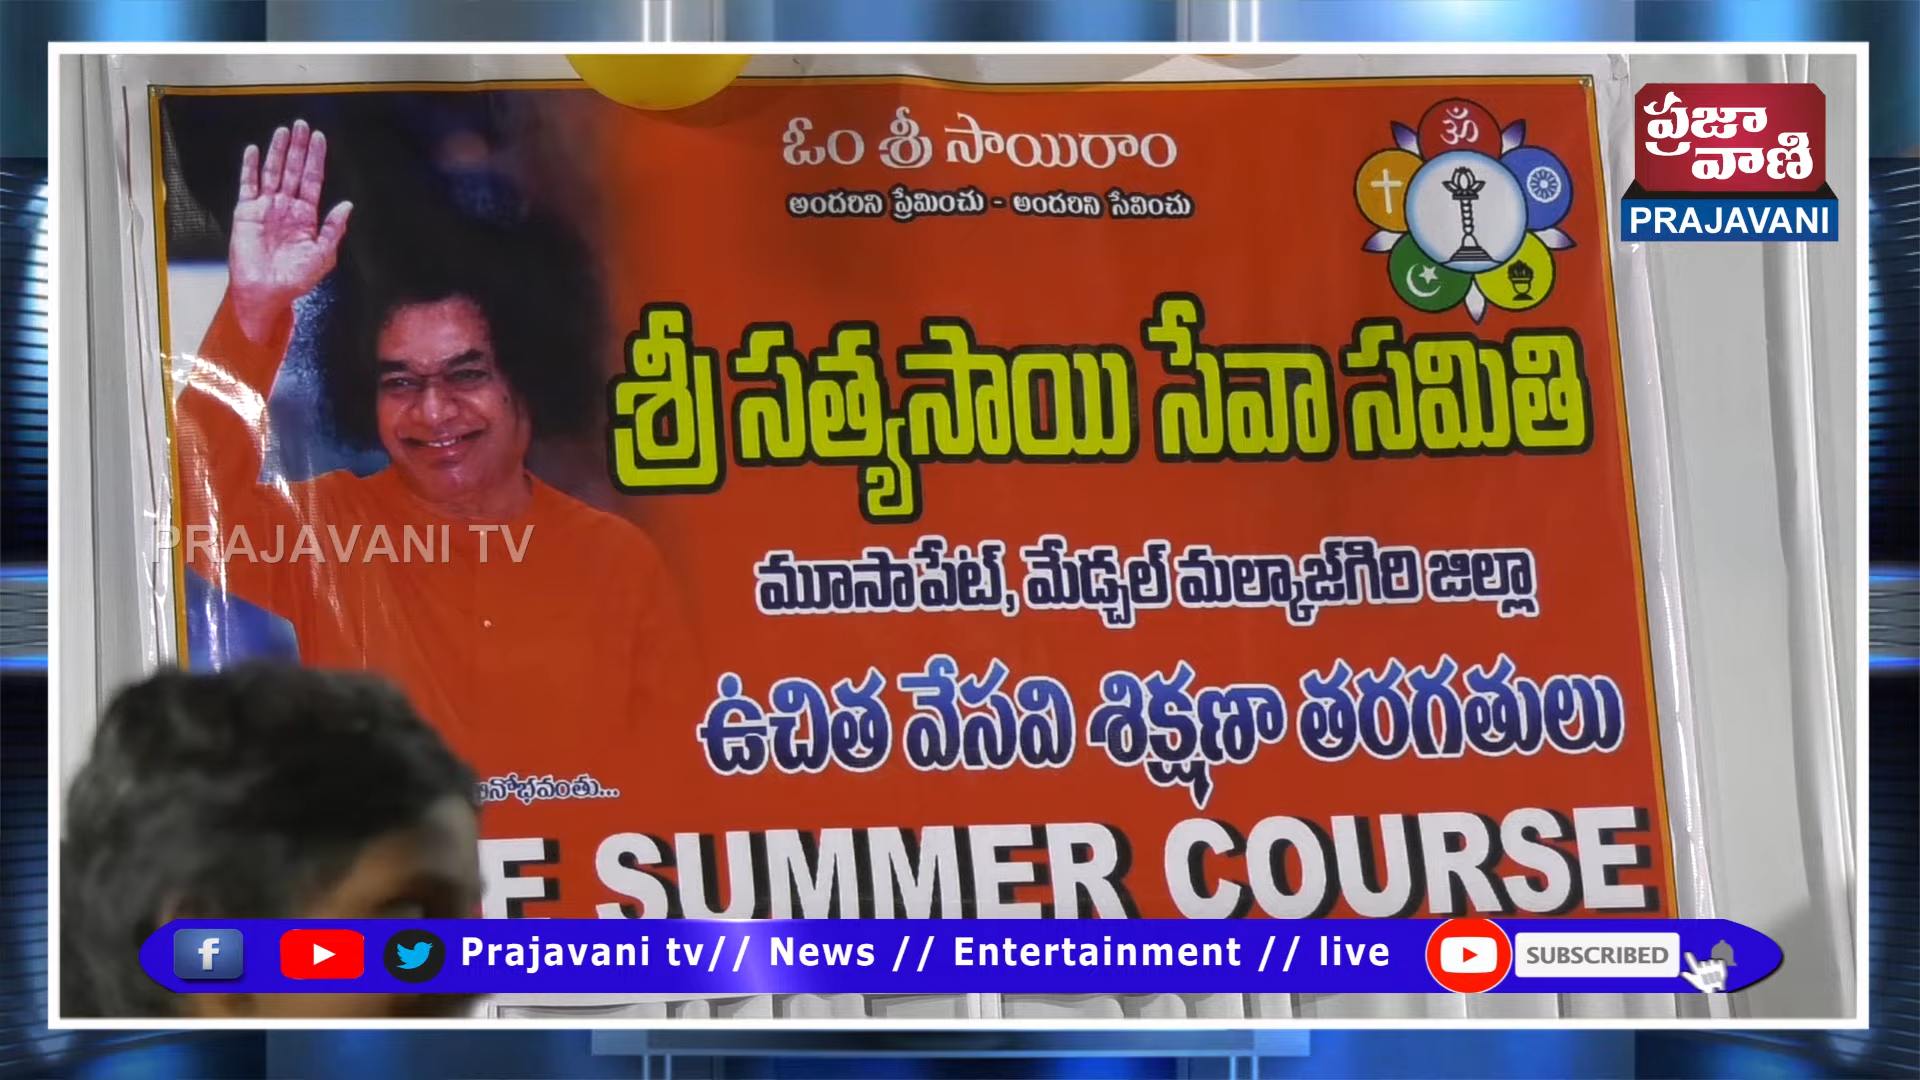 ఓం శ్రీ సాయిరాం
అందరిని ప్రేమించు - అందరిని సేవించు
ప్రజా
వాణి
PRAJAVANI
శ్రీ సత్యసాయి సేవా సమితి
PRAJAVANI TV
మూసాపేట్, మేడ్చల్ మల్కాజ్‌గిరి జిల్లా
ఉచిత వేసవి శిక్షణా తరగతులు
SUMMER COURSE
Prajavani tv// News // Entertainment // live
SUBSCRIBED